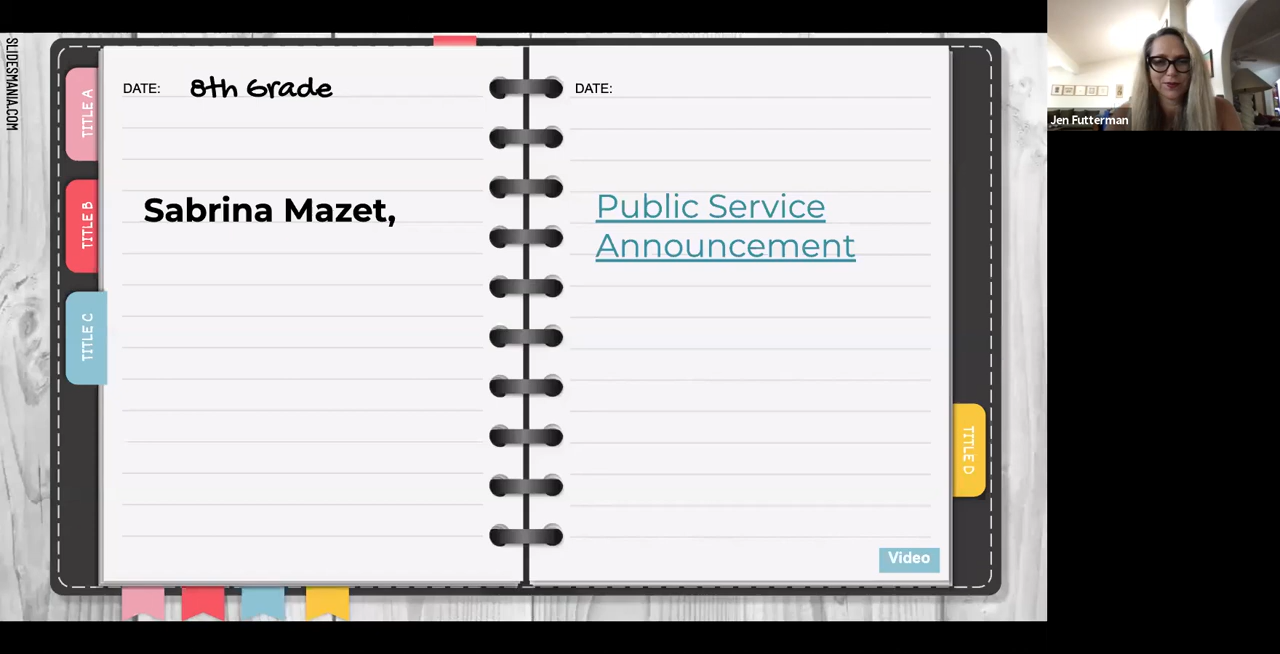 SLIDESMANIA.COM
TITLE A
TITLE B
TITLE C
DATE: 8th Grade
Sabrina Mazet,
DATE:
Public Service
Announcement
TITLE D
Video
Jen Futterman